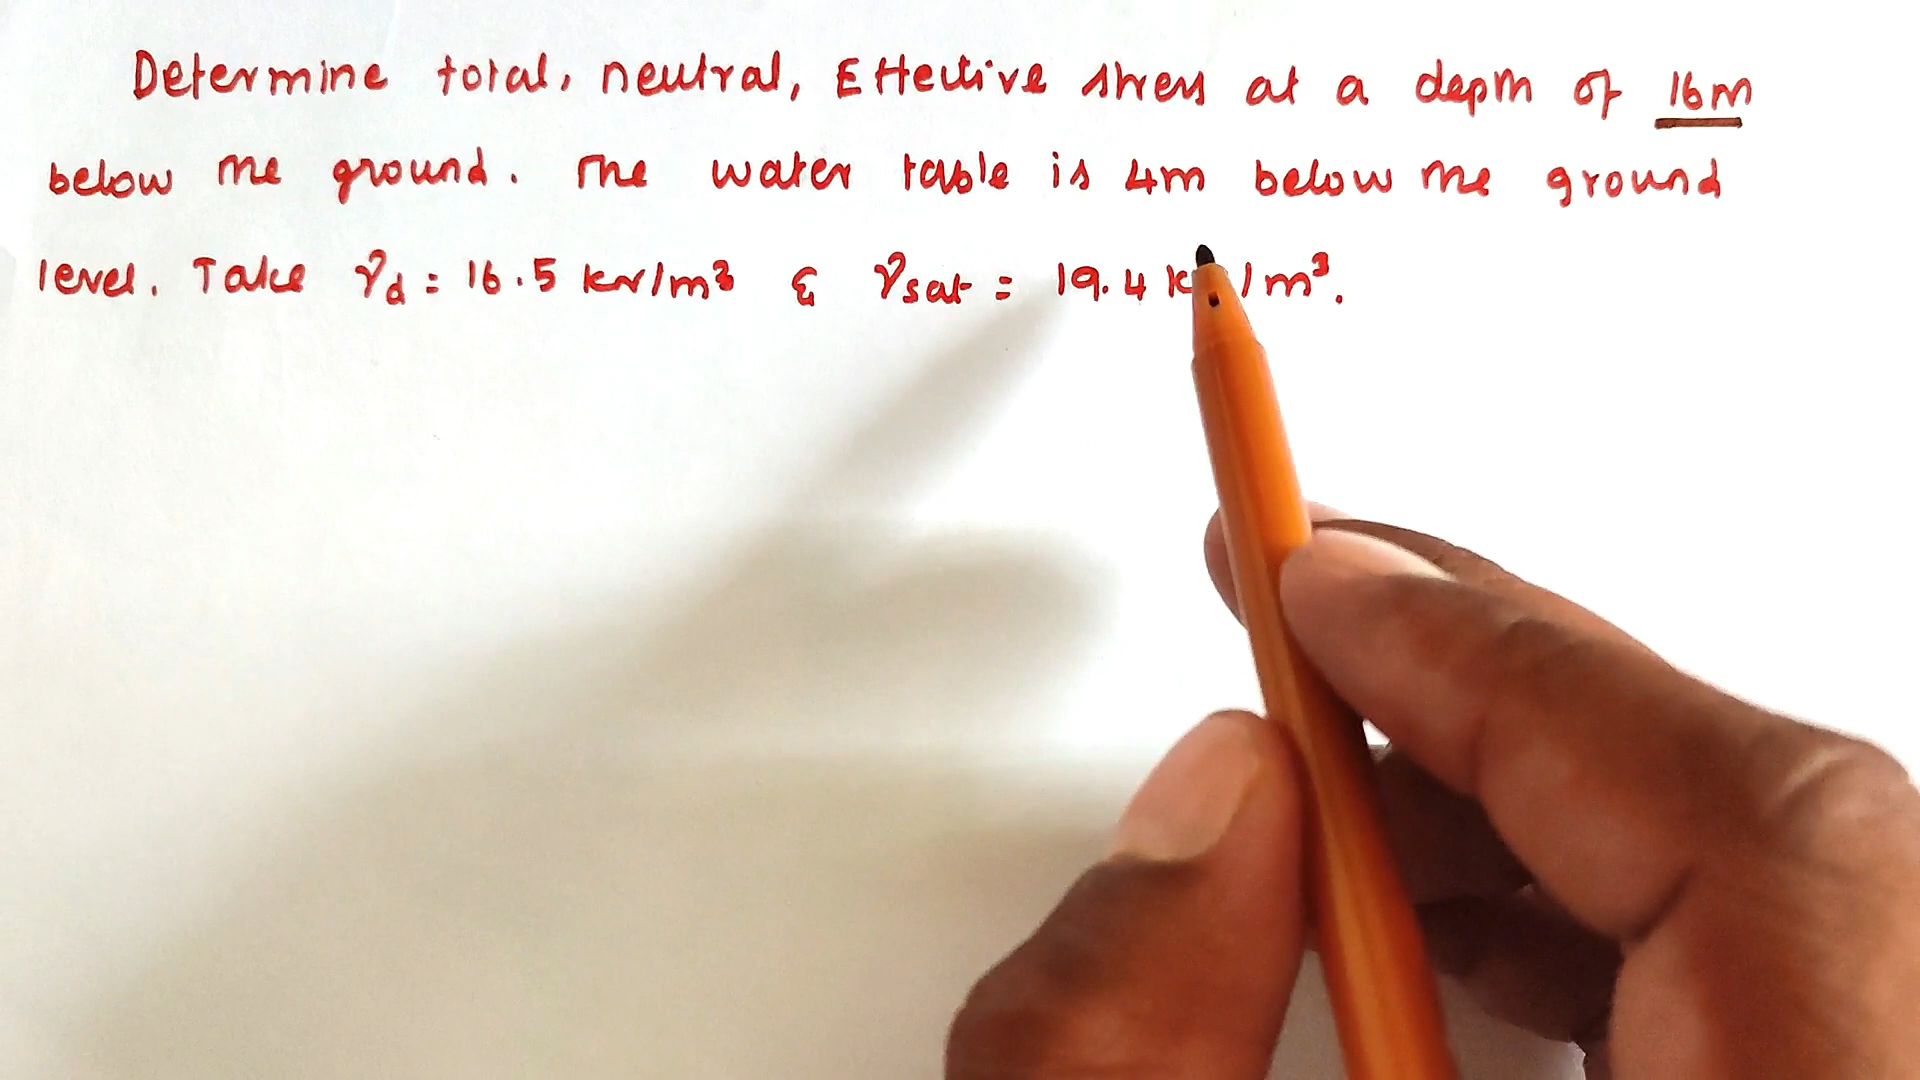 Determine total, neutral, Effective stress at a depth of 16m
below the ground. The water table is 4m below the ground
level. Take γd = 16.5 kN/m³ & γsat = 19.4 k /m³.